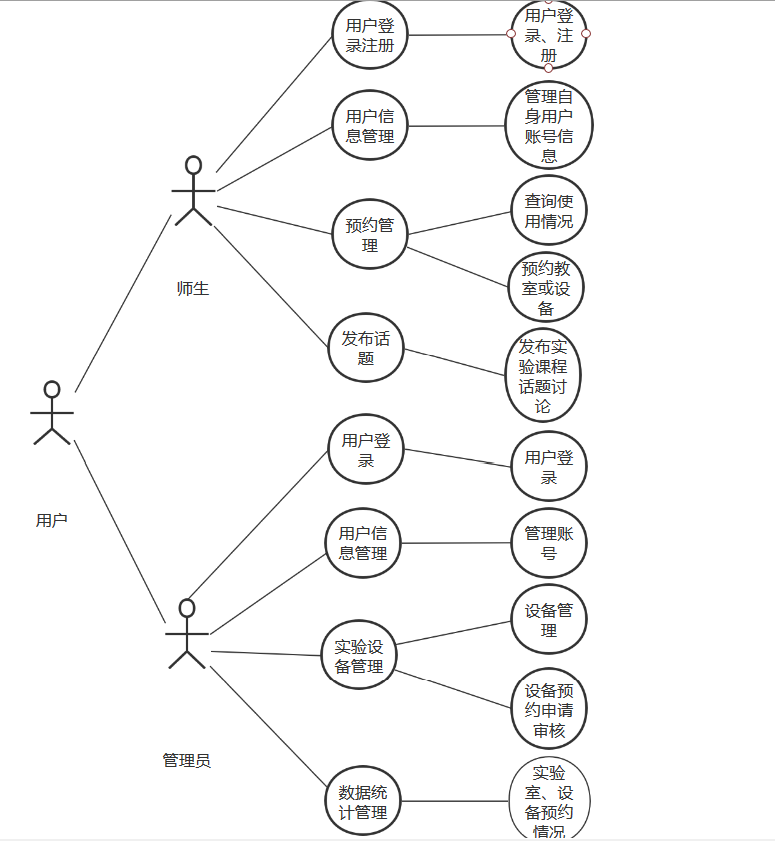 用户登
录注册
用户登
录、注
册
用户信
息管理
管理自
身用户
账号信
息
预约管
理
查询使
用情况
预约教
室或设
备
师生
发布话
题
发布实
验课程
话题讨
论
用户
用户登
录
用户登
录
用户信
息管理
管理账
号
实验设
备管理
设备管
理
设备预
约申请
审核
管理员
数据统
计管理
实验
室、设
备预约
情况